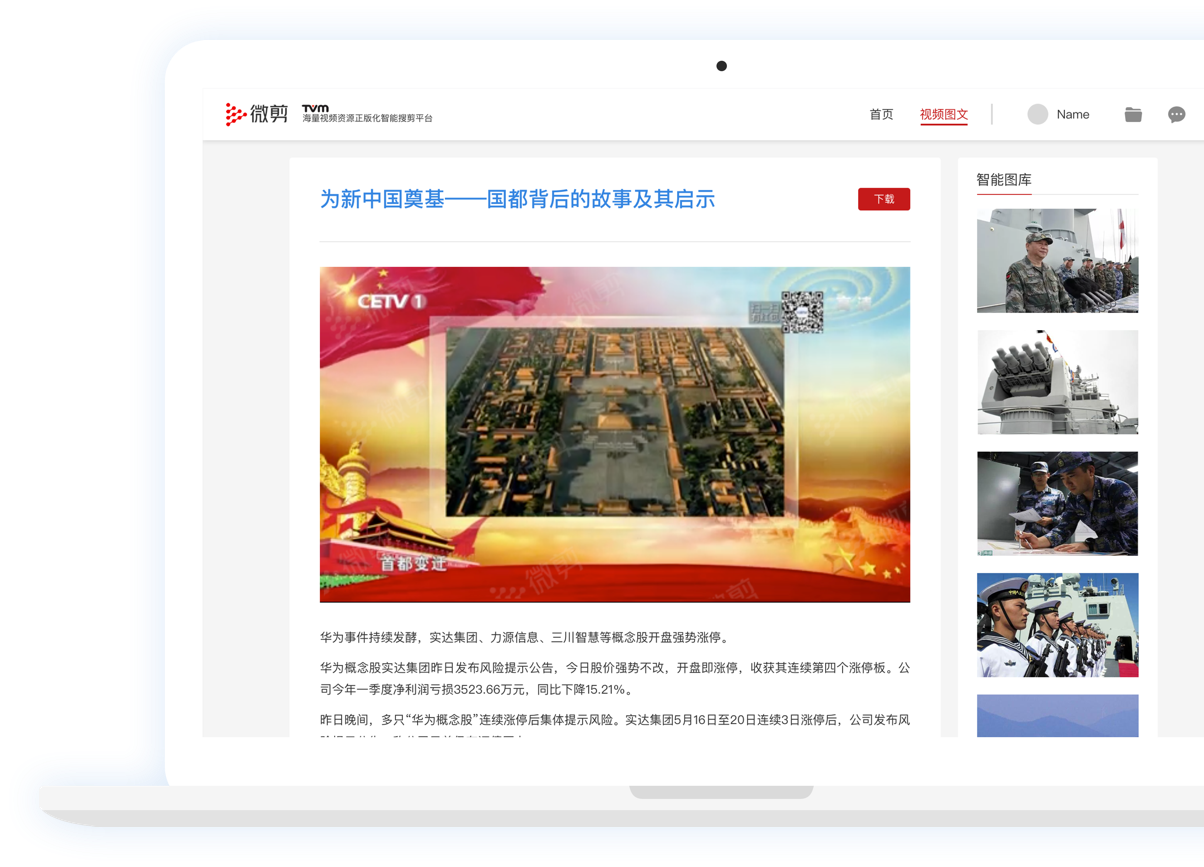 微剪
TVM
海量视频资源正版化智能搜剪平台
首页
视频图文
Name
为新中国奠基——国都背后的故事及其启示
下载
智能图库
CETV 1
首都变迁
微剪
华为事件持续发酵，实达集团、力源信息、三川智慧等概念股开盘强势涨停。
华为概念股实达集团昨日发布风险提示公告，今日股价强势不改，开盘即涨停，收获其连续第四个涨停板。公
司今年一季度净利润亏损3523.66万元，同比下降15.21%。
昨日晚间，多只“华为概念股”连续涨停后集体提示风险。实达集团5月16日至20日连续3日涨停后，公司发布风